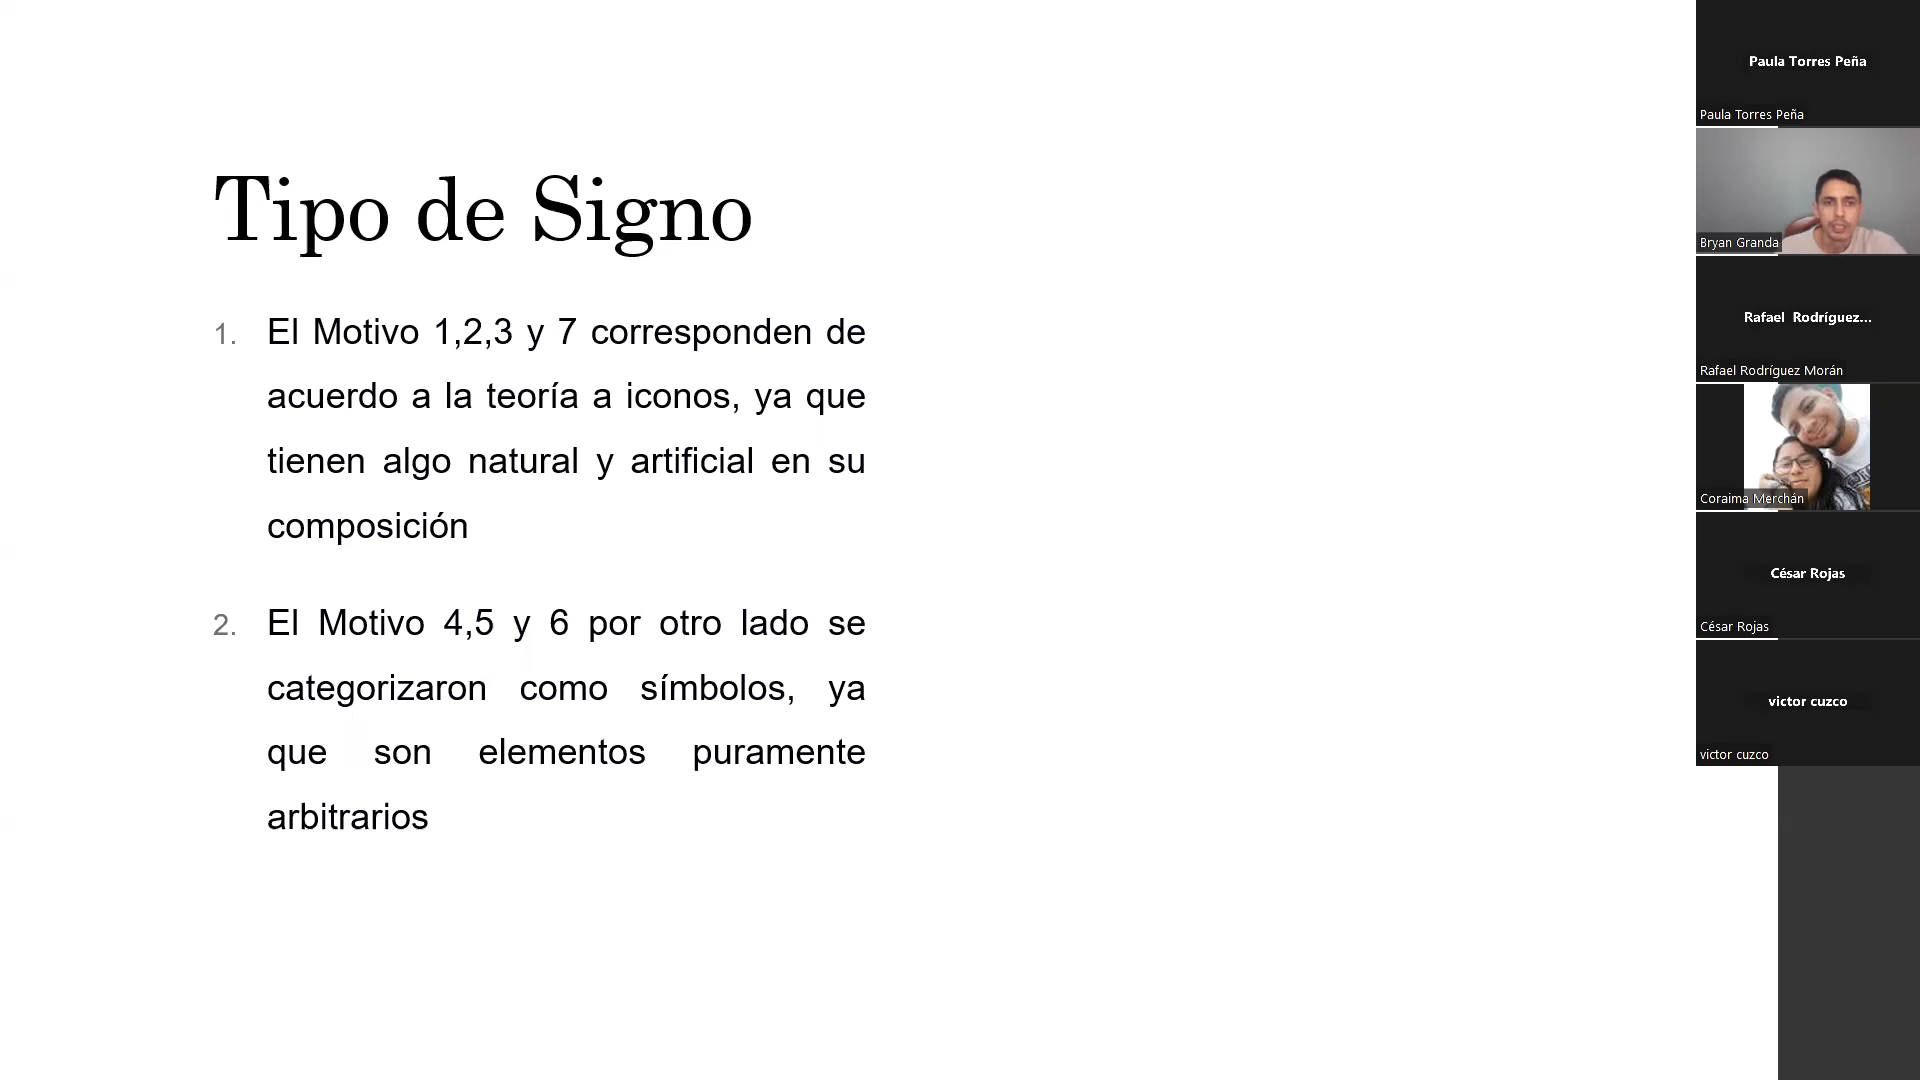 Tipo de Signo
1. El Motivo 1,2,3 y 7 corresponden de
acuerdo a la teoría a iconos, ya que
tienen algo natural y artificial en su
composición
2. El Motivo 4,5 y 6 por otro lado se
categorizaron como símbolos, ya
que son elementos puramente
arbitrarios
Paula Torres Peña
Paula Torres Peña
Bryan Granda
Rafael Rodríguez...
Rafael Rodríguez Morán
Coraima Merchán
César Rojas
César Rojas
victor cuzco
victor cuzco